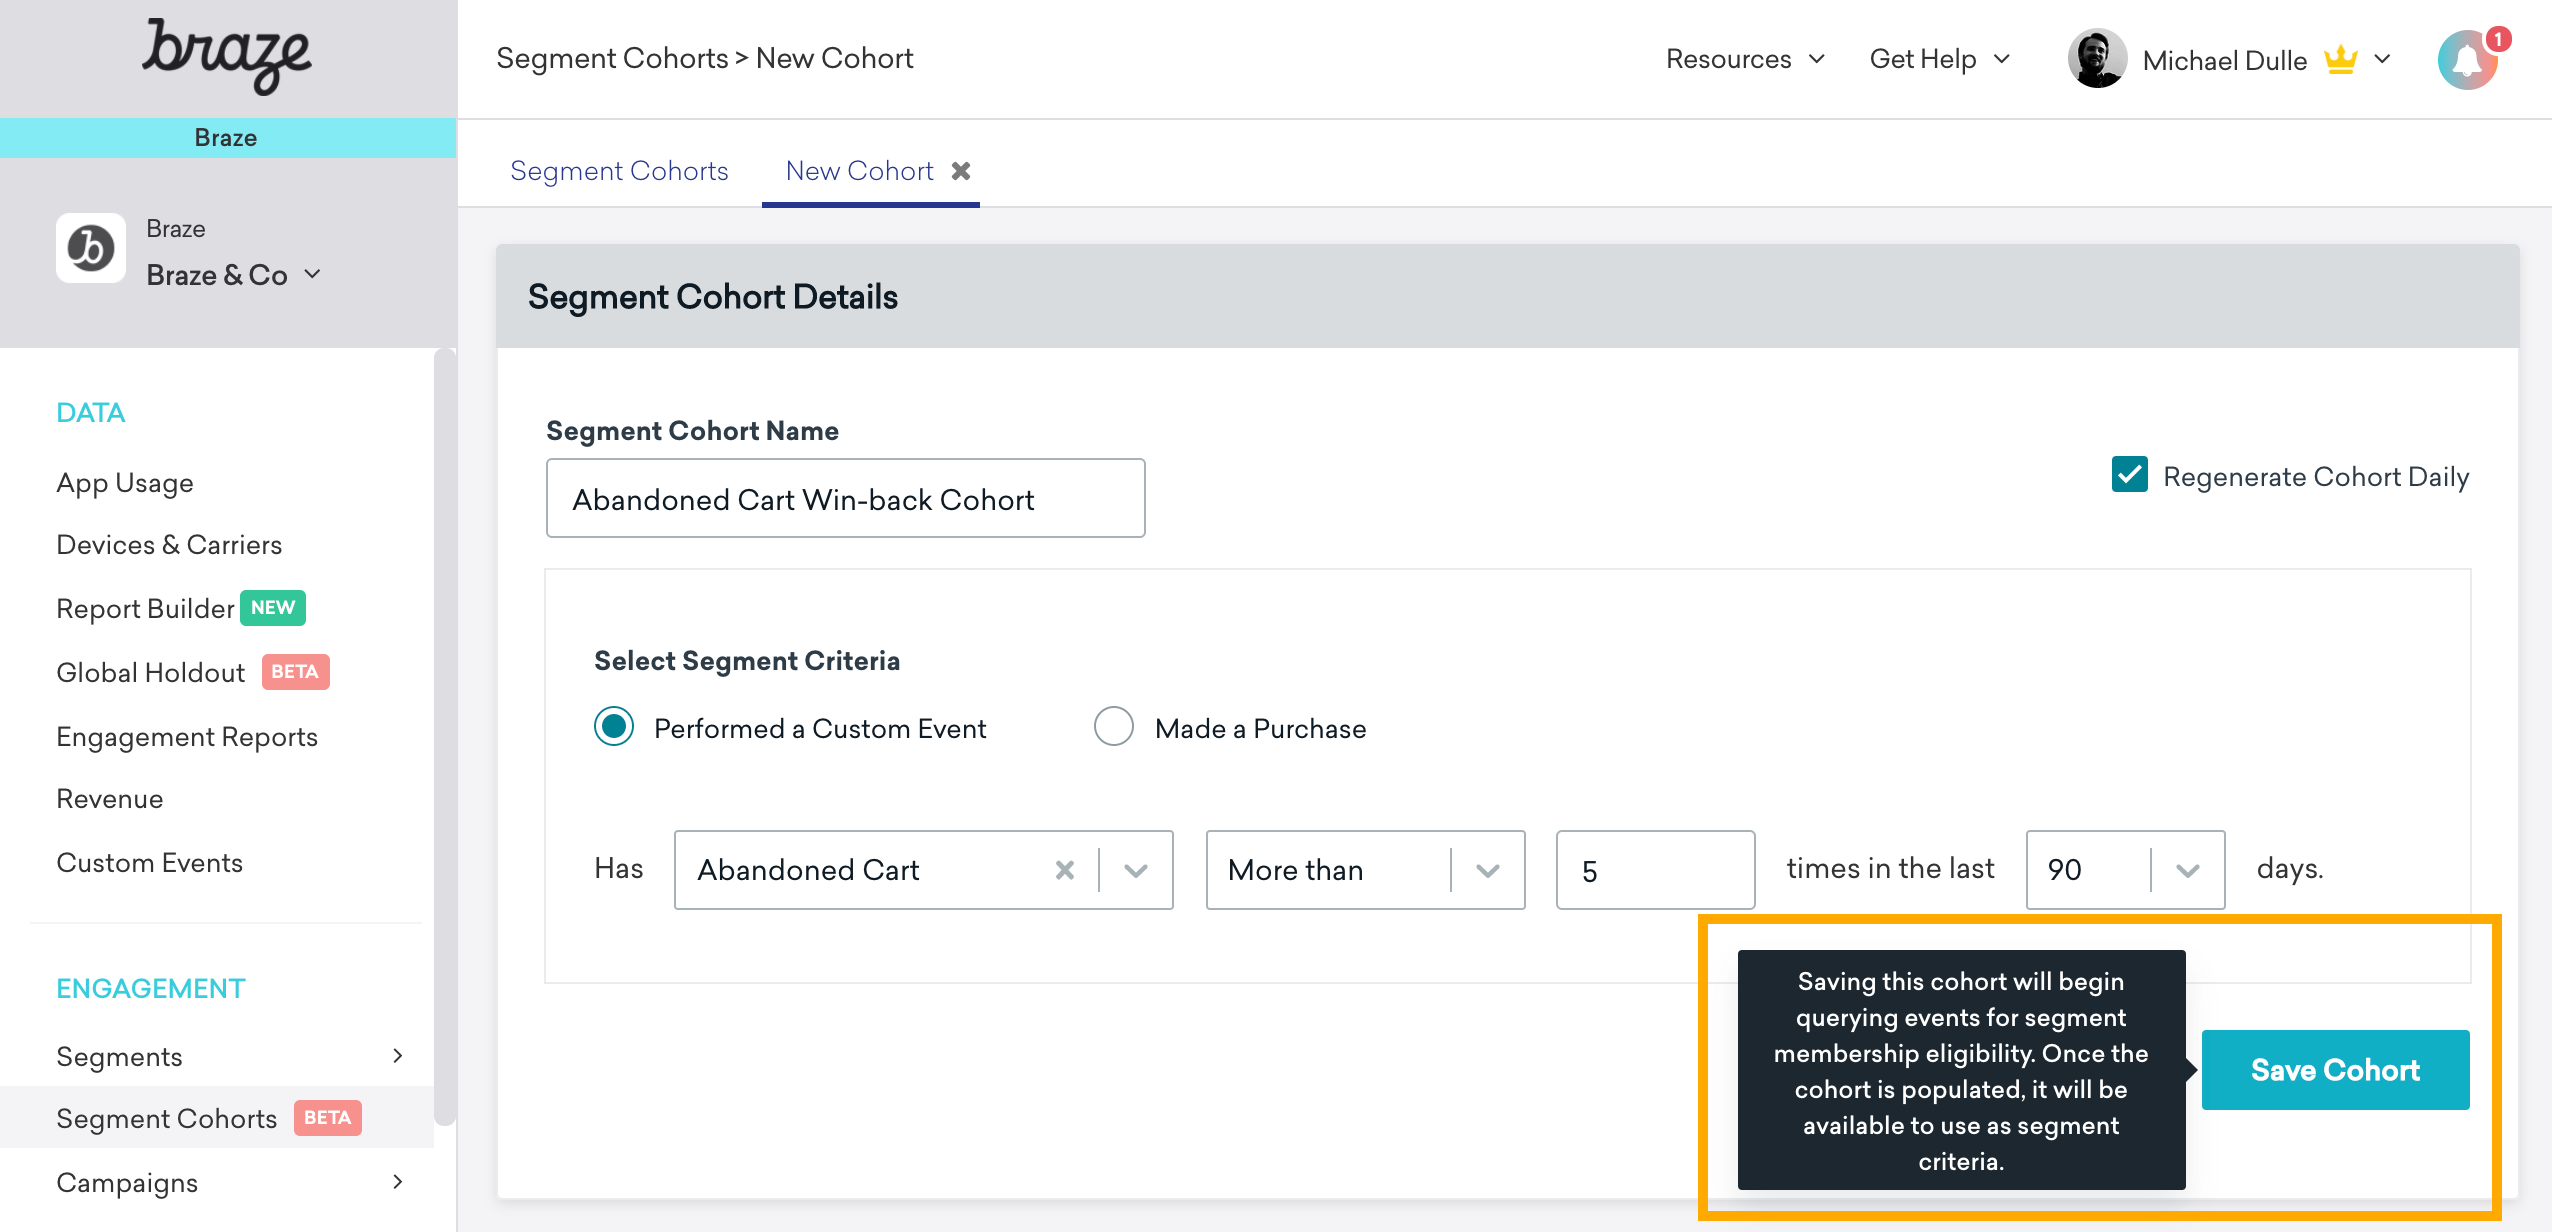 braze
Segment Cohorts > New Cohort
Resources
Get Help
Michael Dulle
1
Braze
Segment Cohorts
New Cohort
b
Braze
Braze & Co
Segment Cohort Details
DATA
App Usage
Devices & Carriers
Report Builder NEW
Global Holdout BETA
Engagement Reports
Revenue
Custom Events
ENGAGEMENT
Segments
Segment Cohorts BETA
Campaigns
Segment Cohort Name
Abandoned Cart Win-back Cohort
Regenerate Cohort Daily
Select Segment Criteria
Performed a Custom Event
Made a Purchase
Has Abandoned Cart More than 5 times in the last 90 days.
Saving this cohort will begin
querying events for segment
membership eligibility. Once the
cohort is populated, it will be
available to use as segment
criteria.
Save Cohort